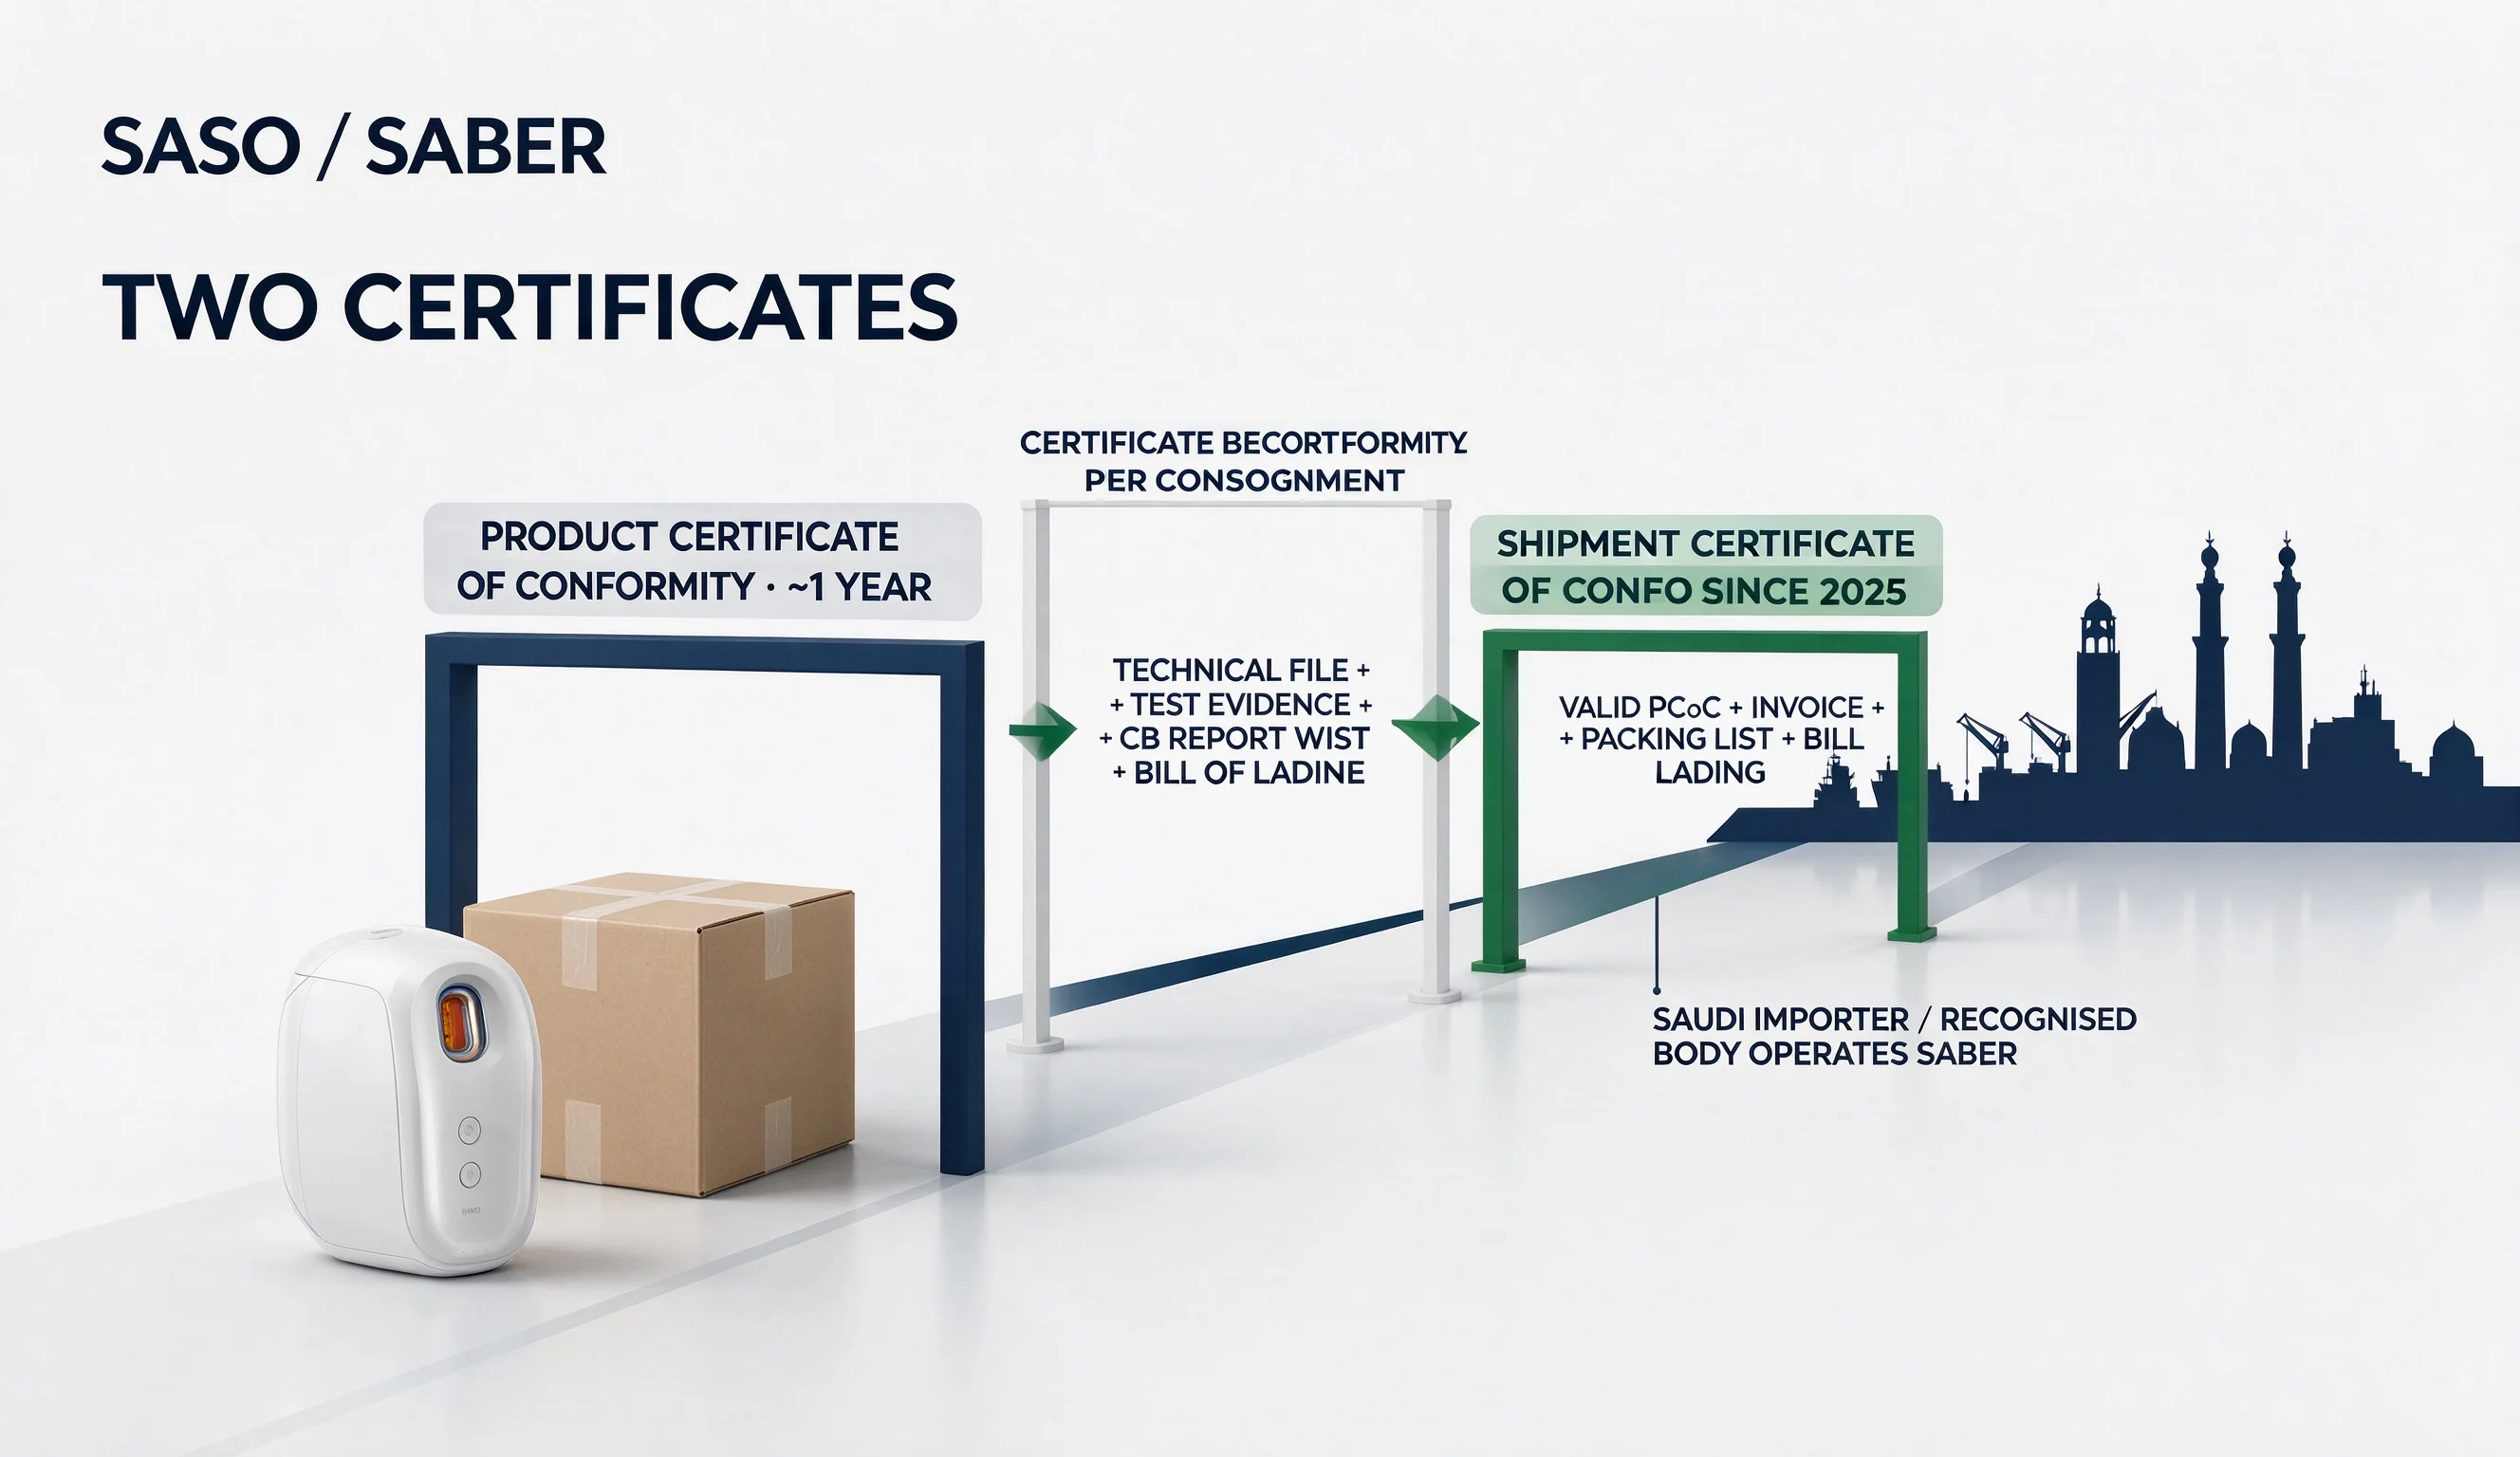 SASO / SABER
TWO CERTIFICATES
CERTIFICATE BECORTFORMITY
PER CONSOGNMENT
PRODUCT CERTIFICATE
OF CONFORMITY · ~1 YEAR
SHIPMENT CERTIFICATE
OF CONFO SINCE 2025
TECHNICAL FILE +
+ TEST EVIDENCE +
+ CB REPORT WIST
+ BILL OF LADINE
VALID PCoC + INVOICE +
+ PACKING LIST + BILL
LADING
SAUDI IMPORTER / RECOGNISED
BODY OPERATES SABER